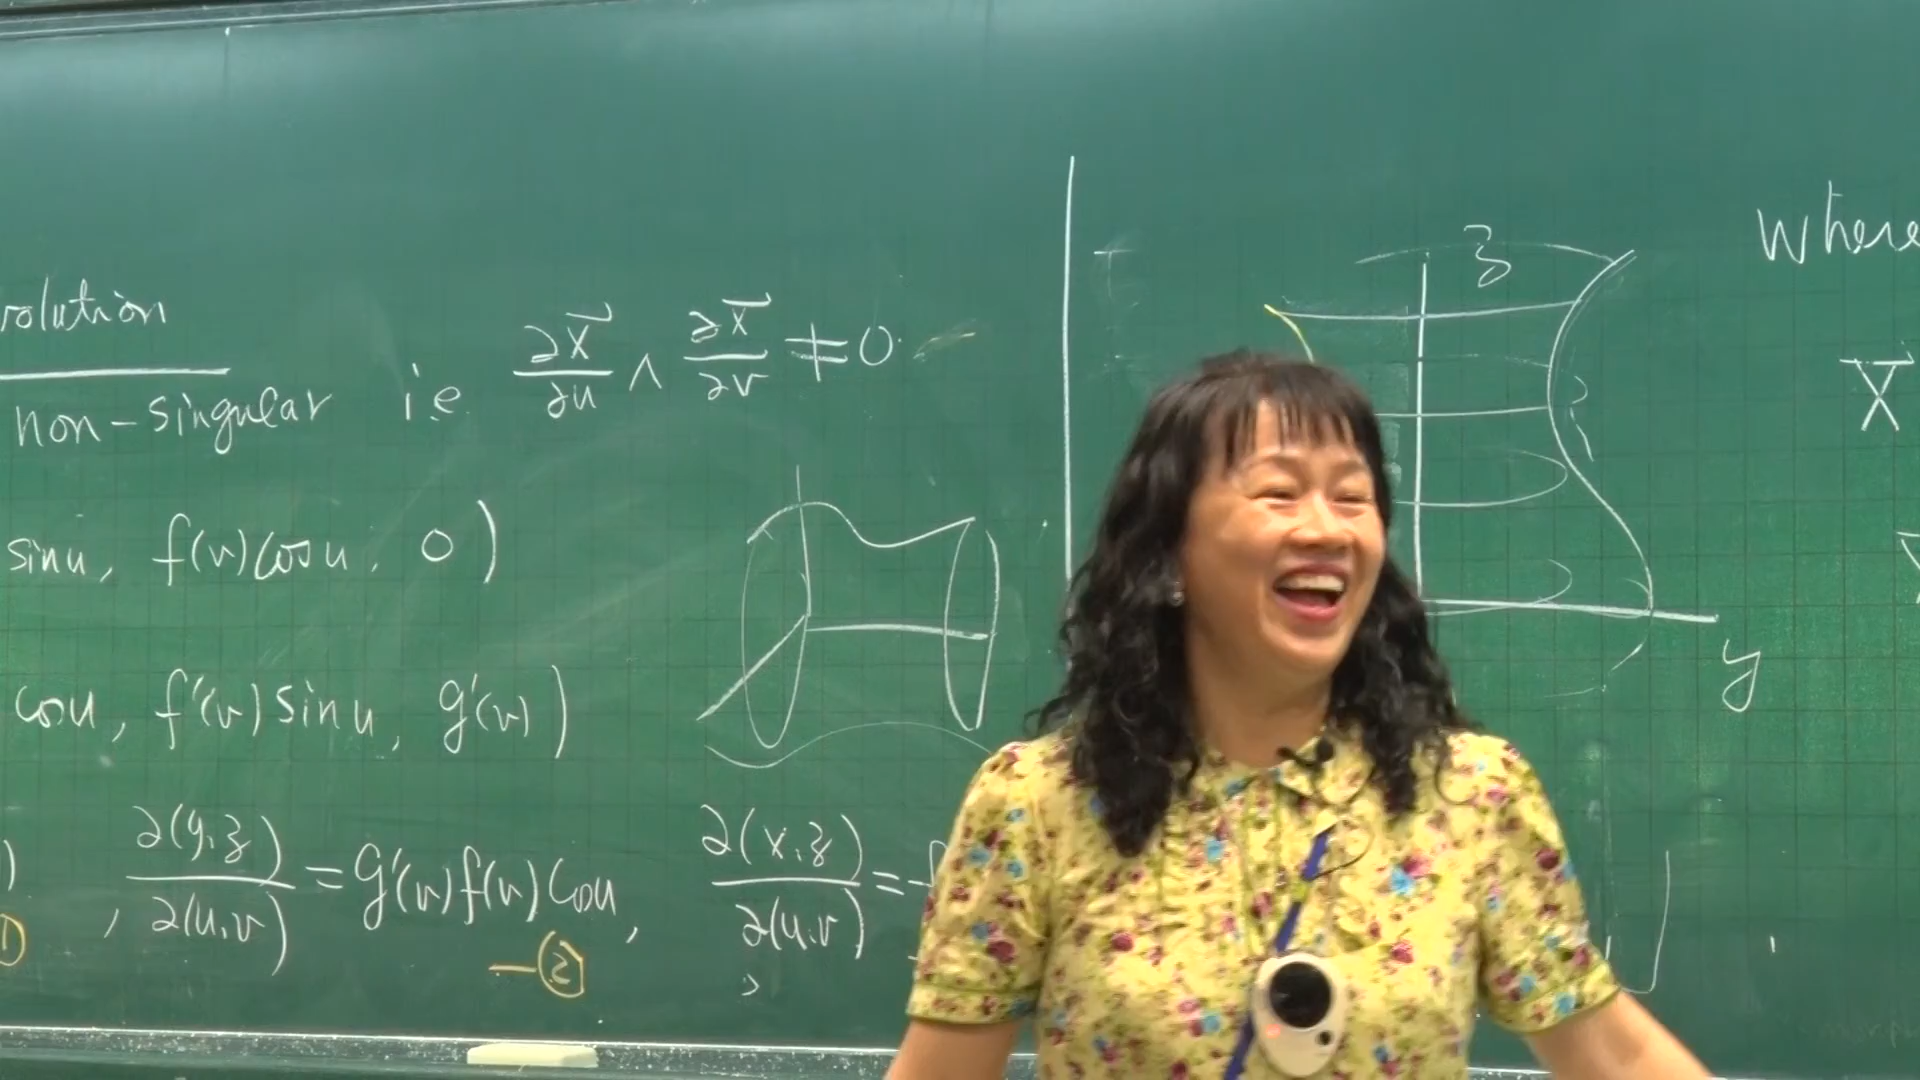 volution
non-singular i.e. ∂X⃗/∂u ∧ ∂X⃗/∂v ≠ 0
sinu, f(v)cosu, 0)
cosu, f'(v)sinu, g'(v))
), ∂(y,z)/∂(u,v) = g'(v)f(v)cosu, ∂(x,z)/∂(u,v) = -f
①
—②
z
y
where
X⃗